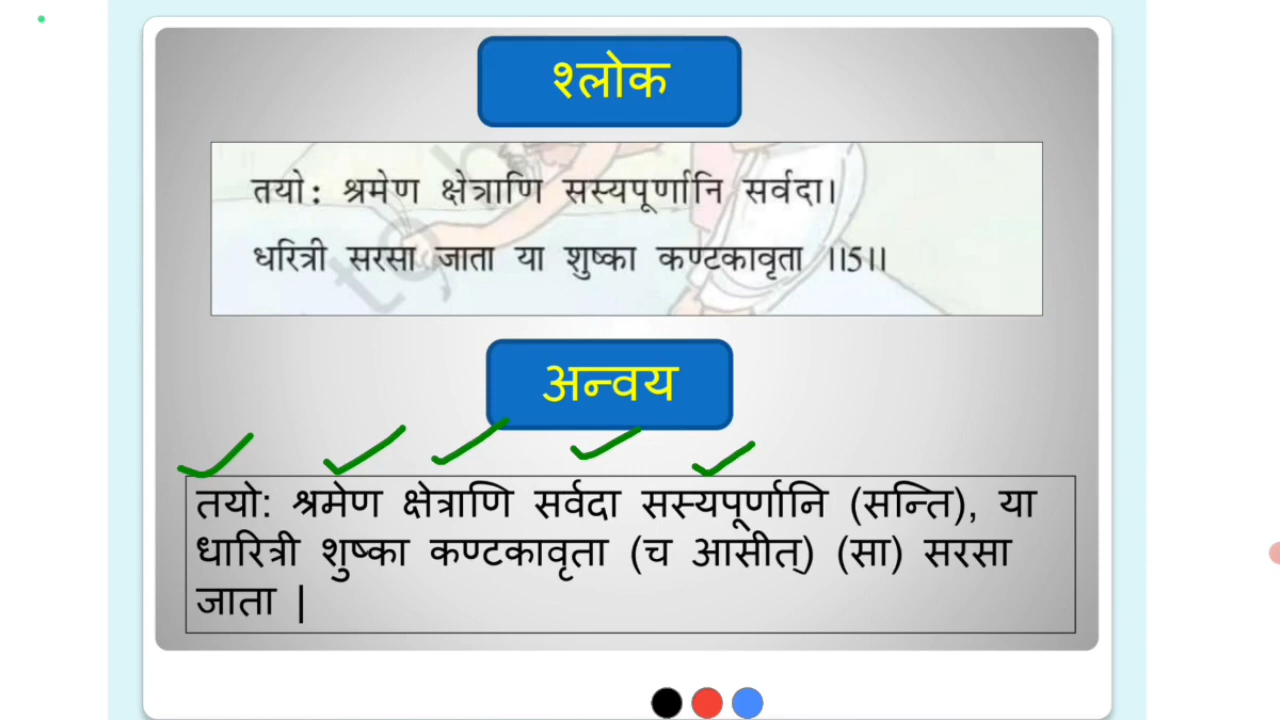 श्लोक
तयोः श्रमेण क्षेत्राणि सस्यपूर्णानि सर्वदा।
धरित्री सरसा जाता या शुष्का कण्टकावृता ।।5।।
अन्वय
तयो: श्रमेण क्षेत्राणि सर्वदा सस्यपूर्णानि (सन्ति), या
धारित्री शुष्का कण्टकावृता (च आसीत्) (सा) सरसा
जाता |